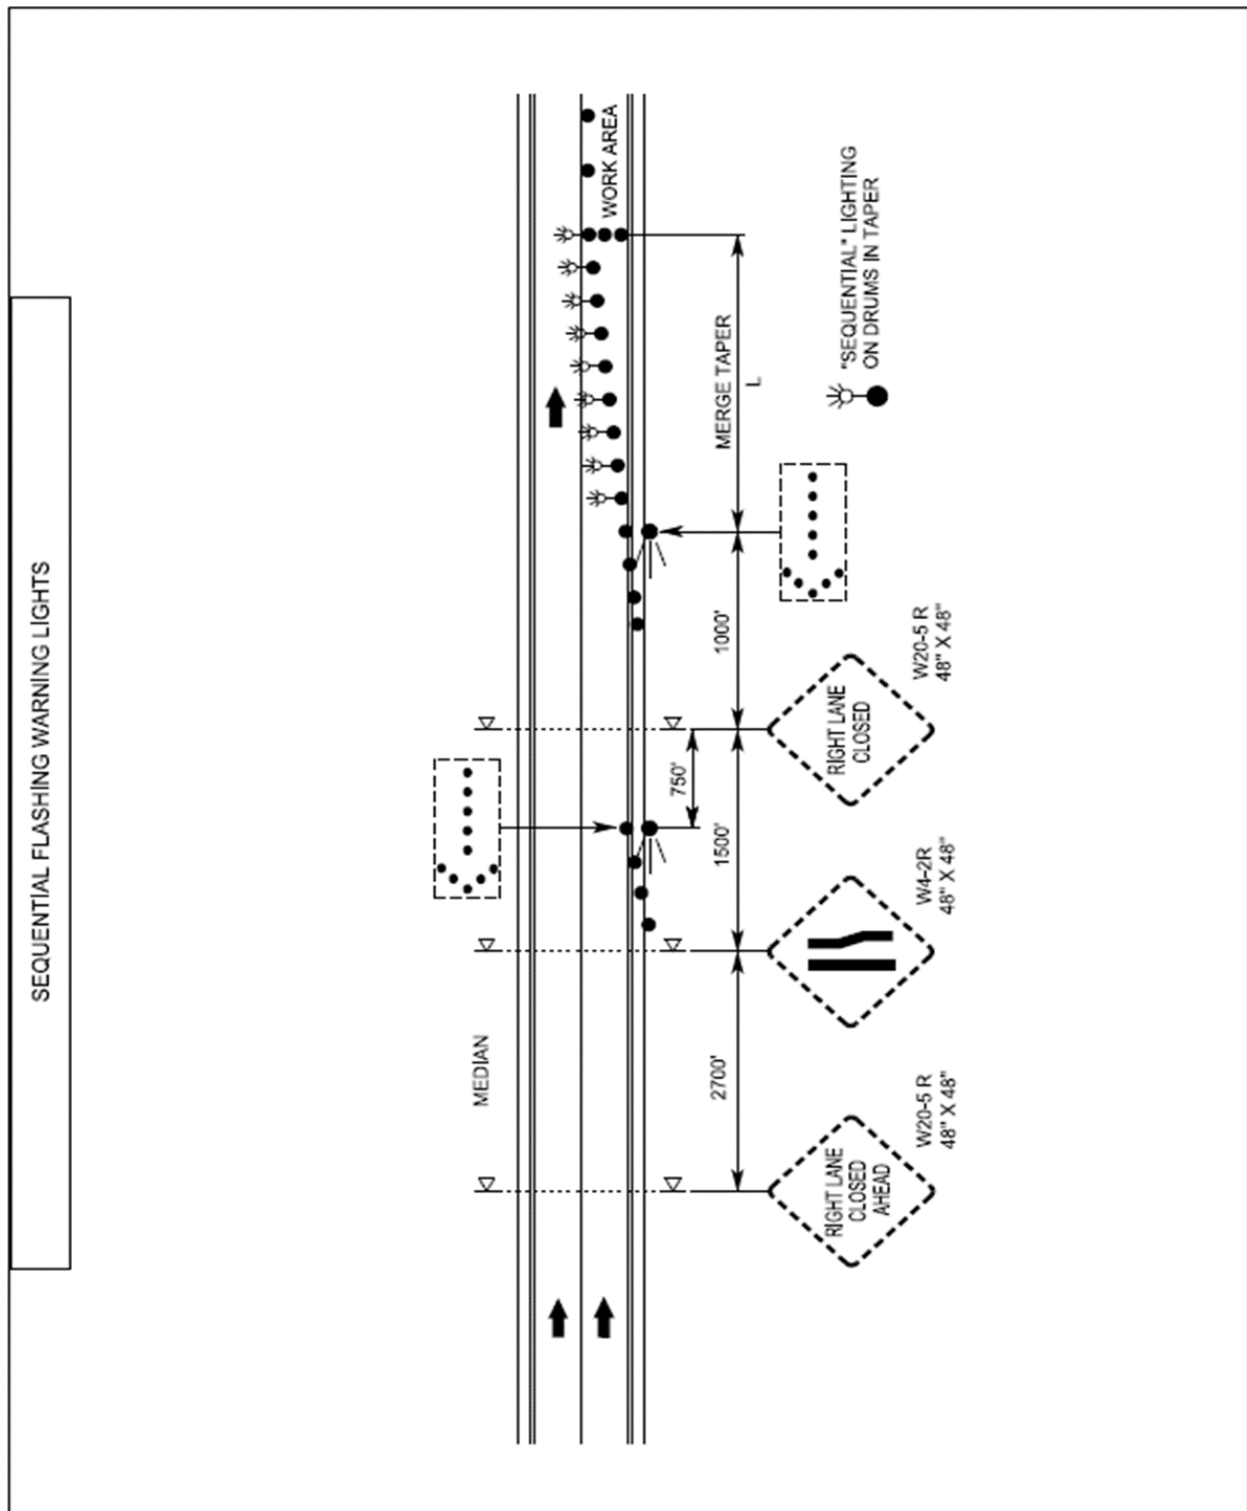 SEQUENTIAL FLASHING WARNING LIGHTS
MEDIAN
WORK AREA
MERGE TAPER
L
1000'
750'
1500'
2700'
"SEQUENTIAL" LIGHTING
ON DRUMS IN TAPER
RIGHT LANE
CLOSED
AHEAD
W20-5 R
48" X 48"
W4-2R
48" X 48"
RIGHT LANE
CLOSED
W20-5 R
48" X 48"